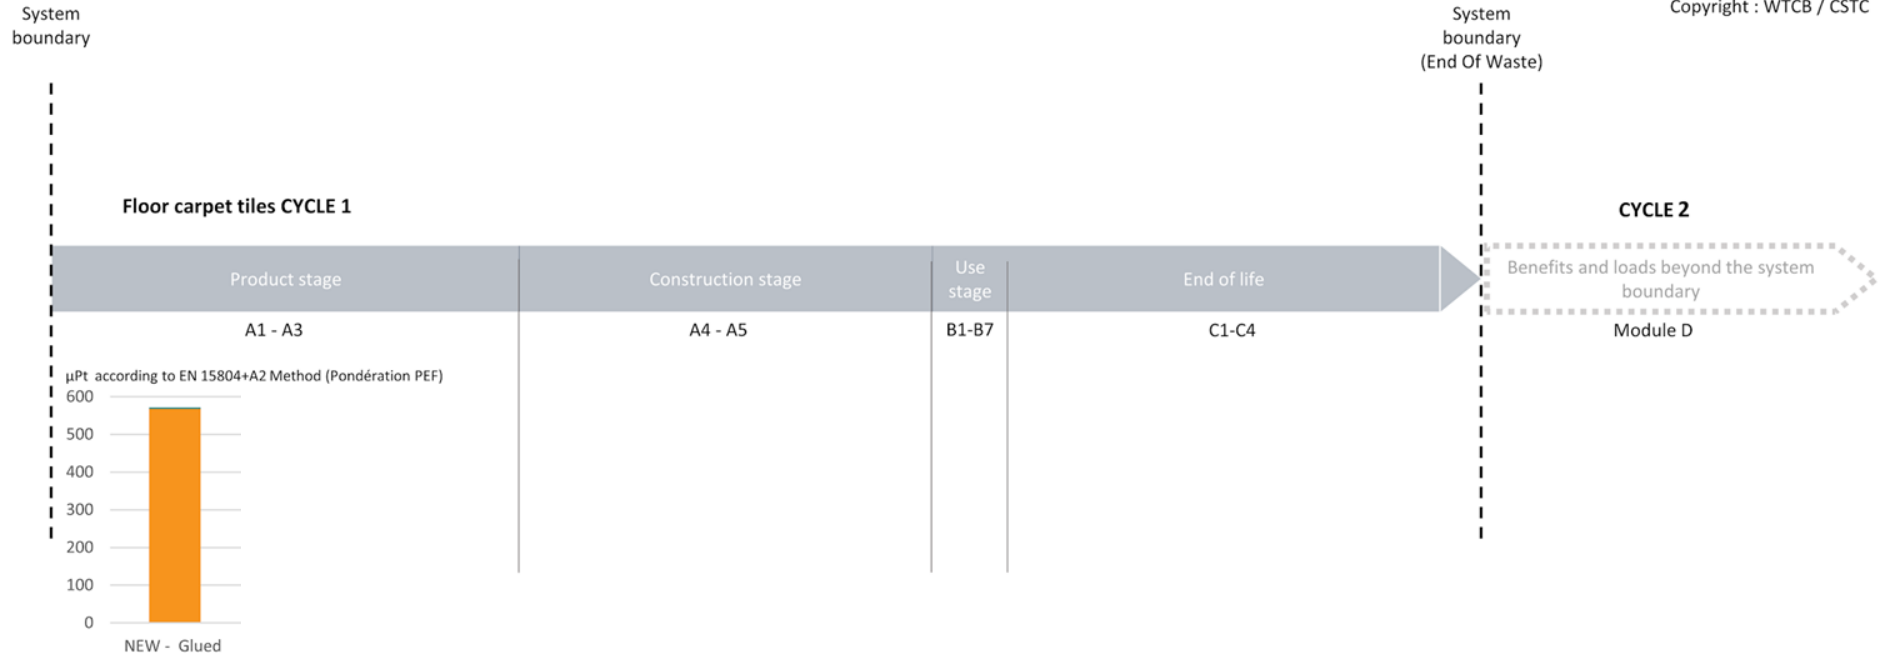 System
boundary
System
boundary
(End Of Waste)
Copyright : WTCB / CSTC
Floor carpet tiles CYCLE 1
CYCLE 2
Product stage
Construction stage
Use
stage
End of life
Benefits and loads beyond the system
boundary
A1 - A3
A4 - A5
B1-B7
C1-C4
Module D
µPt according to EN 15804+A2 Method (Pondération PEF)
600
500
400
300
200
100
0
NEW - Glued